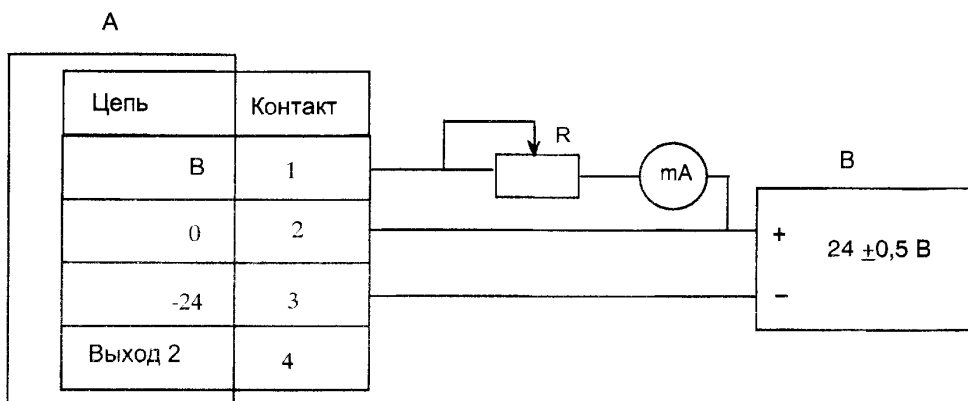 А
Цепь Контакт
В 1
0 2
-24 3
Выход 2 4
R
mA
В
+
24 ±0,5 В
−